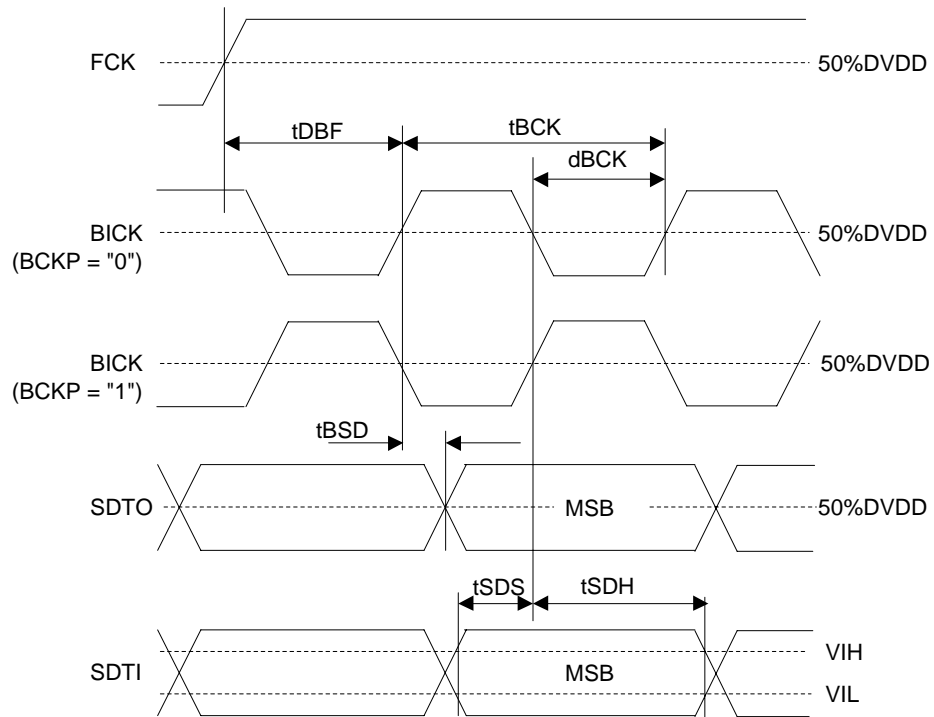 FCK
50%DVDD
tDBF
tBCK
dBCK
BICK
(BCKP = "0")
50%DVDD
BICK
(BCKP = "1")
50%DVDD
tBSD
SDTO
MSB
50%DVDD
tSDS
tSDH
SDTI
MSB
VIH
VIL